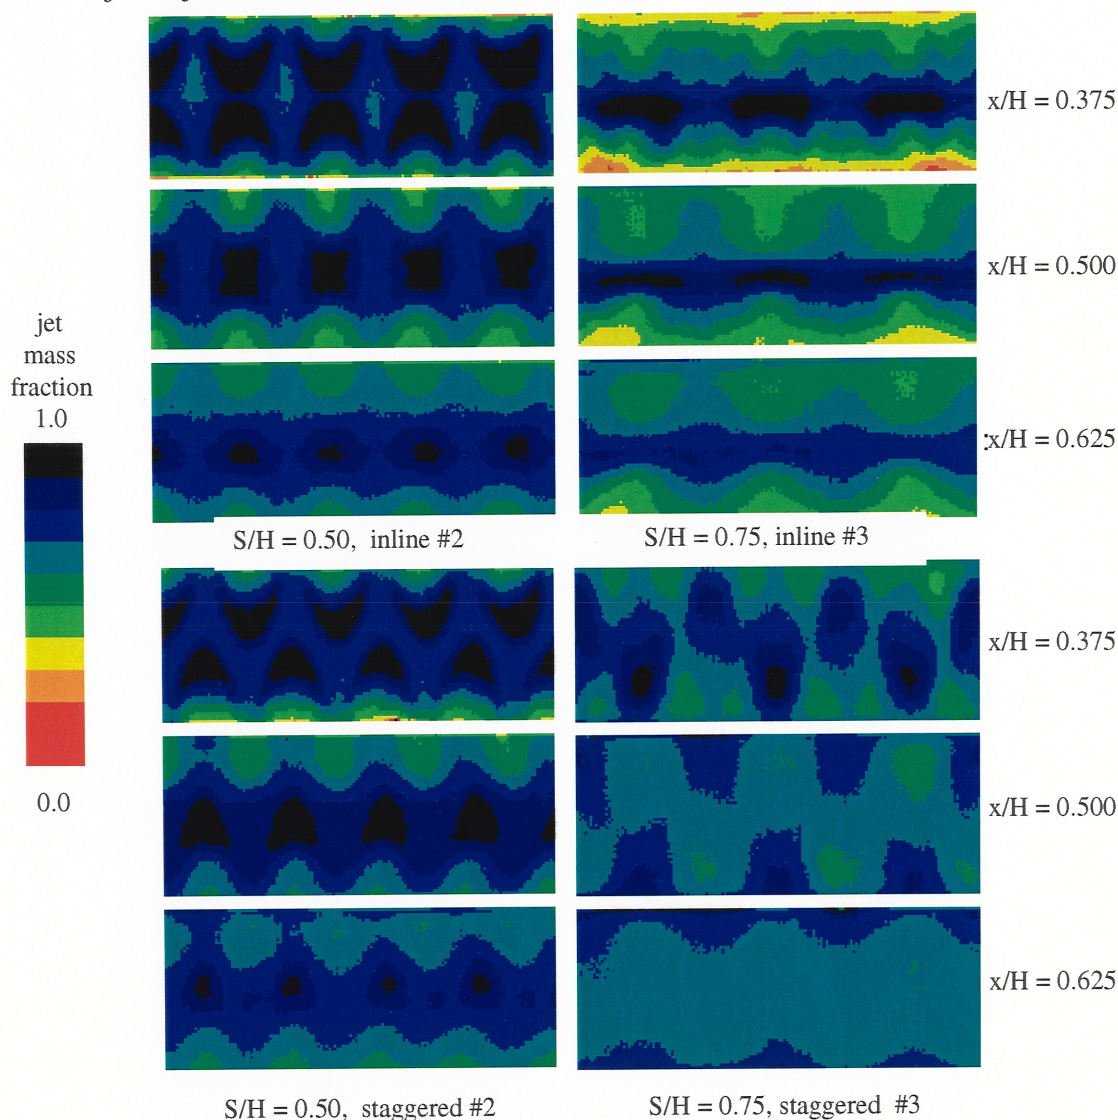 x/H = 0.375
x/H = 0.500
jet
mass
fraction
1.0
x/H = 0.625
S/H = 0.50, inline #2
S/H = 0.75, inline #3
x/H = 0.375
0.0
x/H = 0.500
x/H = 0.625
S/H = 0.50, staggered #2
S/H = 0.75, staggered #3